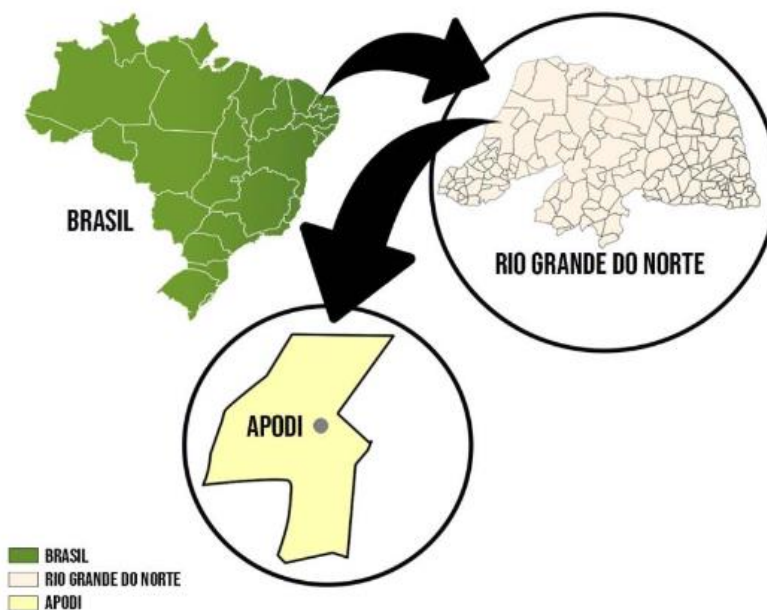 BRASIL
RIO GRANDE DO NORTE
APODI
BRASIL
RIO GRANDE DO NORTE
APODI